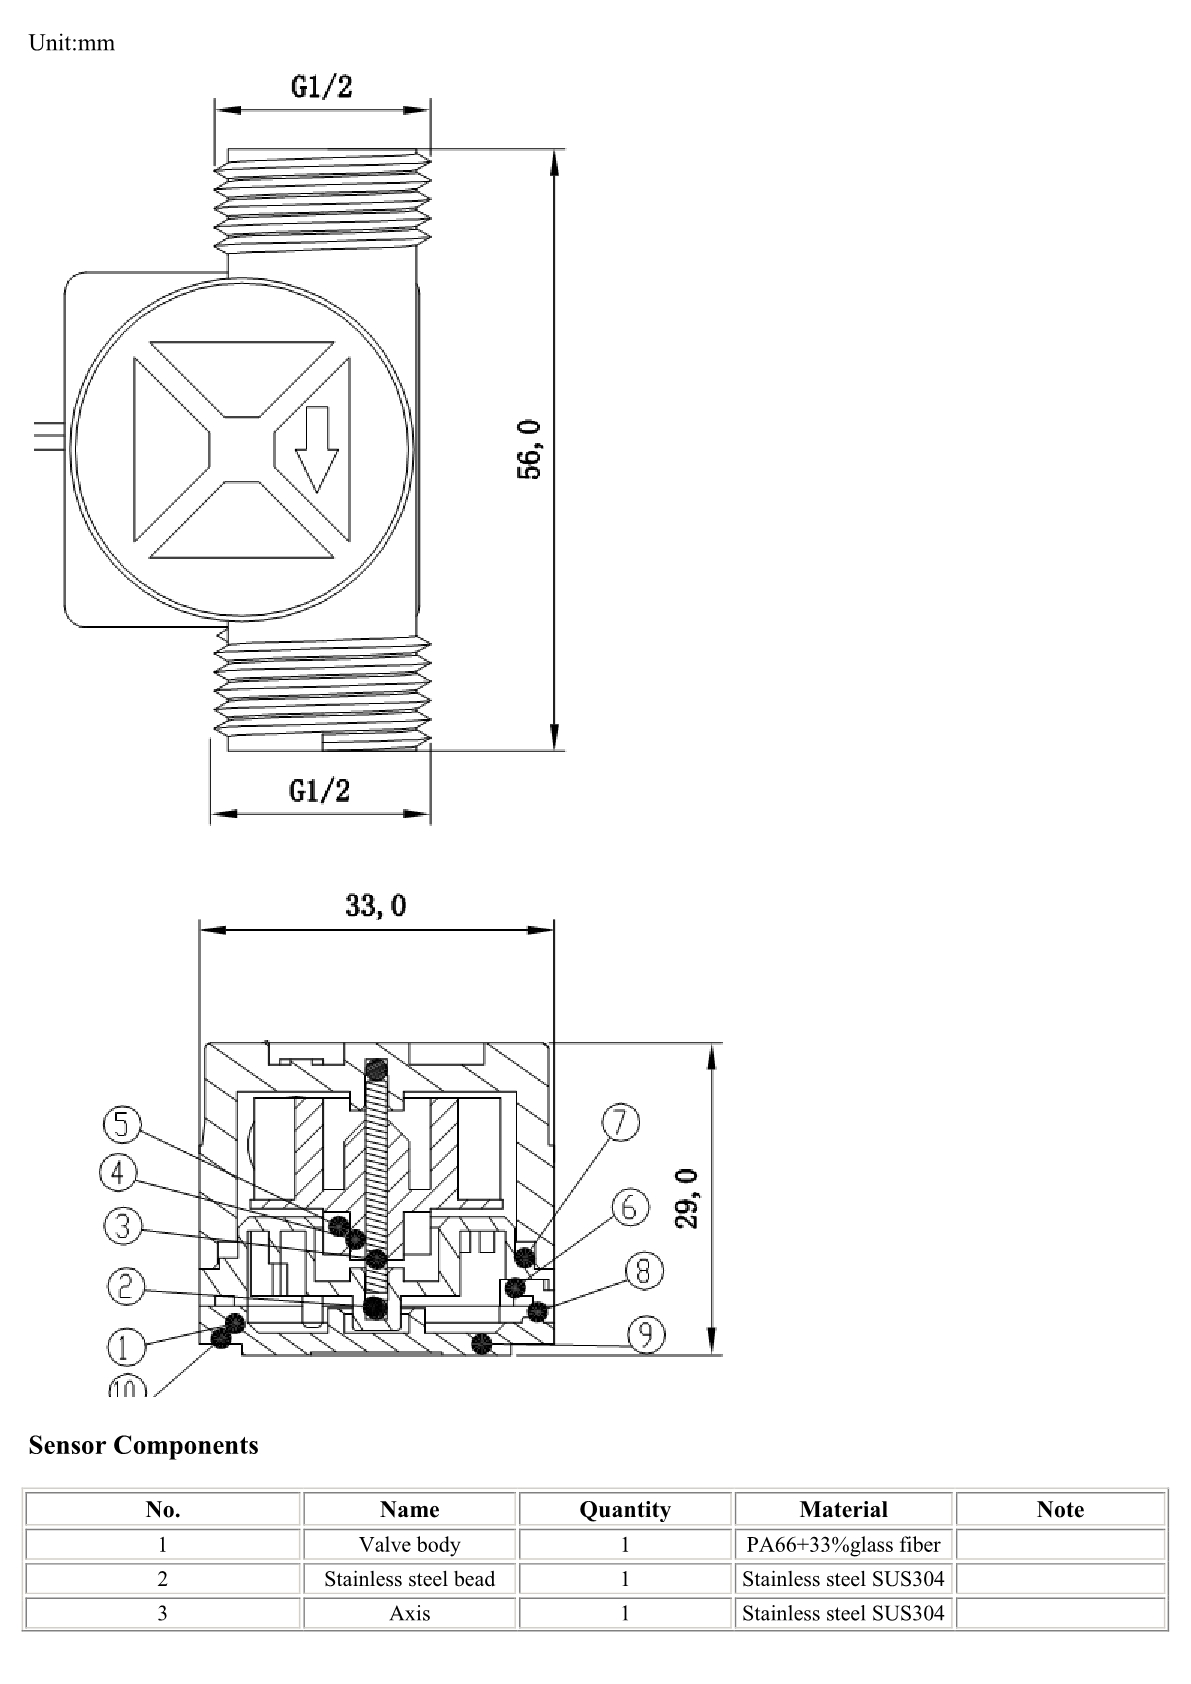 Unit:mm
G1/2
56,0
G1/2
33,0
5
4
3
2
1
10
7
6
8
9
29,0
Sensor Components
No. Name Quantity Material Note
1 Valve body 1 PA66+33%glass fiber
2 Stainless steel bead 1 Stainless steel SUS304
3 Axis 1 Stainless steel SUS304